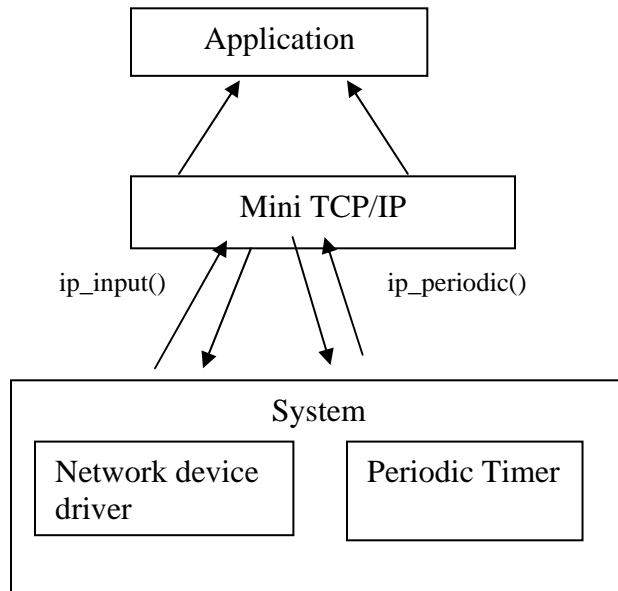 Application
Mini TCP/IP
ip_input()
ip_periodic()
System
Network device
driver
Periodic Timer